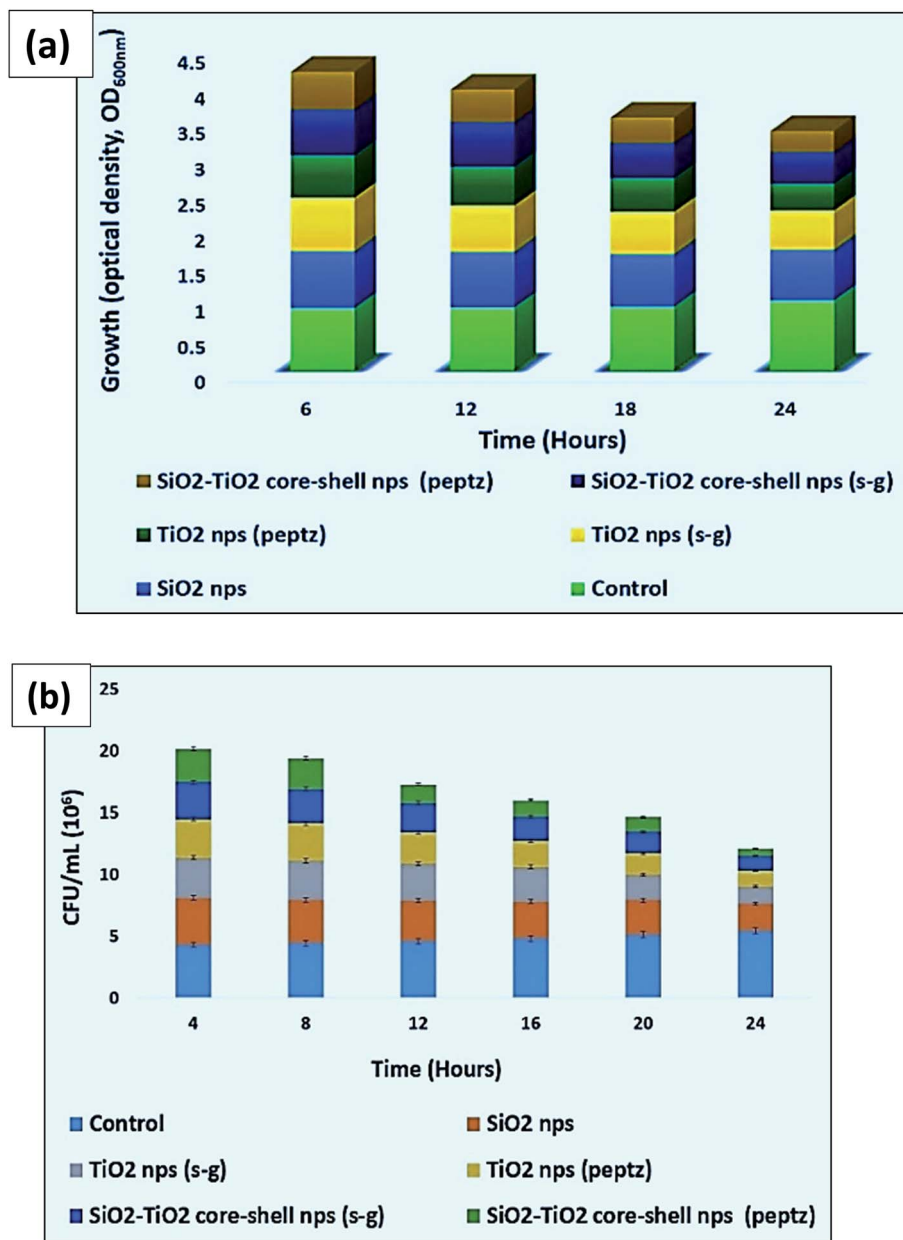 (a)
Growth (optical density, OD600nm)
4.5
4
3.5
3
2.5
2
1.5
1
0.5
0
6 12 18 24
Time (Hours)
SiO2-TiO2 core-shell nps (peptz) SiO2-TiO2 core-shell nps (s-g)
TiO2 nps (peptz) TiO2 nps (s-g)
SiO2 nps Control
(b)
CFU/mL (10⁶)
25
20
15
10
5
0
4 8 12 16 20 24
Time (Hours)
Control SiO2 nps
TiO2 nps (s-g) TiO2 nps (peptz)
SiO2-TiO2 core-shell nps (s-g) SiO2-TiO2 core-shell nps (peptz)